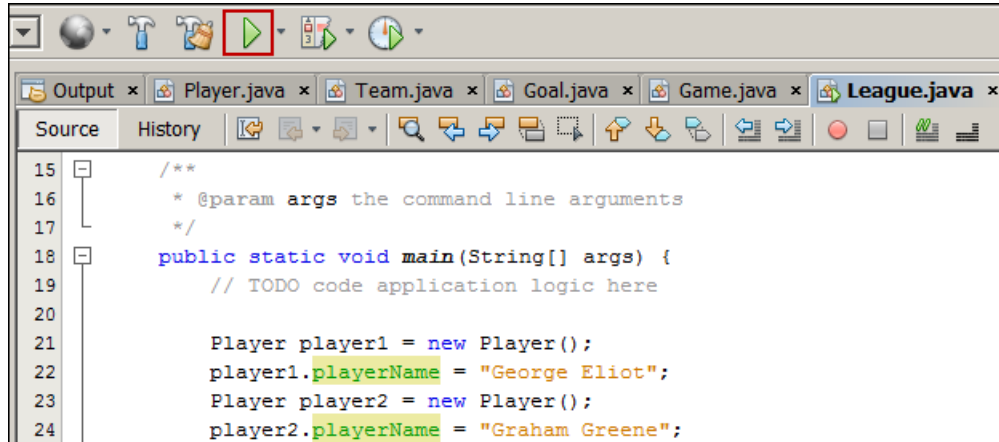 Output Player.java Team.java Goal.java Game.java League.java
Source History
15 /**
16 * @param args the command line arguments
17 */
18 public static void main(String[] args) {
19 // TODO code application logic here
20
21 Player player1 = new Player();
22 player1.playerName = "George Eliot";
23 Player player2 = new Player();
24 player2.playerName = "Graham Greene";